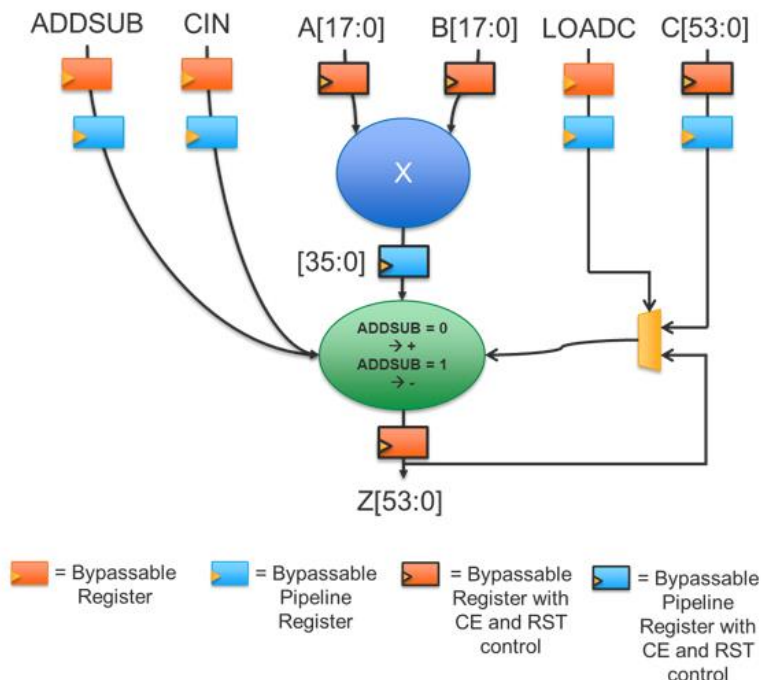 ADDSUB CIN A[17:0] B[17:0] LOADC C[53:0]
X
[35:0]
ADDSUB = 0
→ +
ADDSUB = 1
→ -
Z[53:0]
= Bypassable
Register
= Bypassable
Pipeline
Register
= Bypassable
Register with
CE and RST
control
= Bypassable
Pipeline
Register with
CE and RST
control